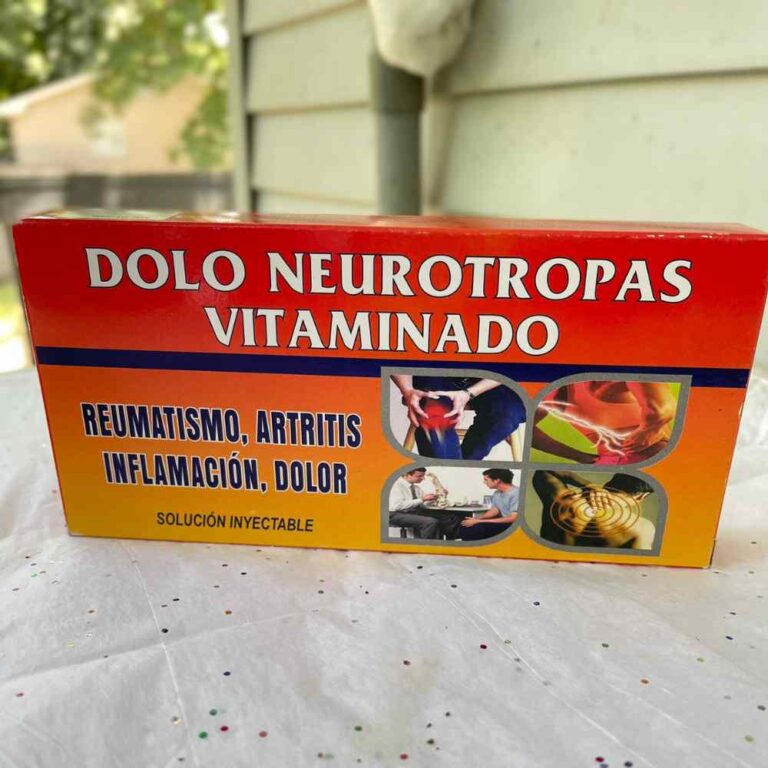 DOLO NEUROTROPAS
VITAMINADO
REUMATISMO, ARTRITIS
INFLAMACIÓN, DOLOR
SOLUCIÓN INYECTABLE